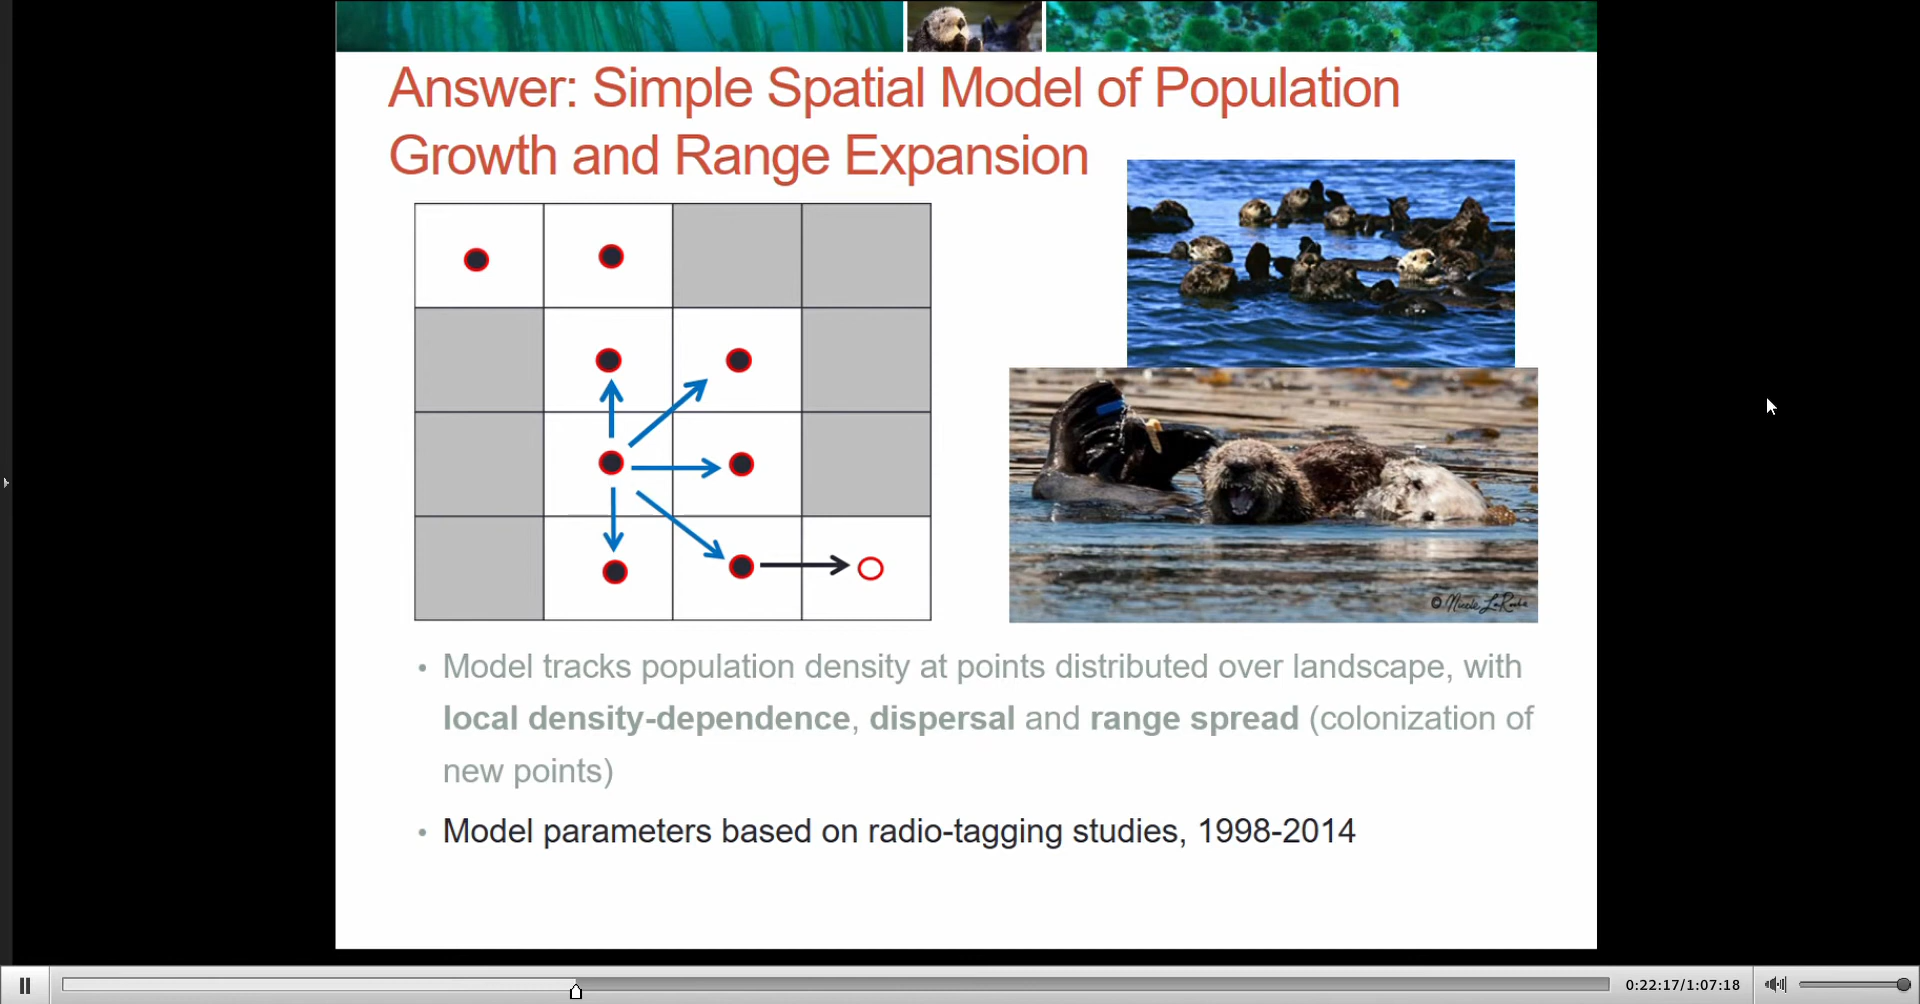 Answer: Simple Spatial Model of Population
Growth and Range Expansion
• Model tracks population density at points distributed over landscape, with
local density-dependence, dispersal and range spread (colonization of
new points)
• Model parameters based on radio-tagging studies, 1998-2014
0:22:17/1:07:18